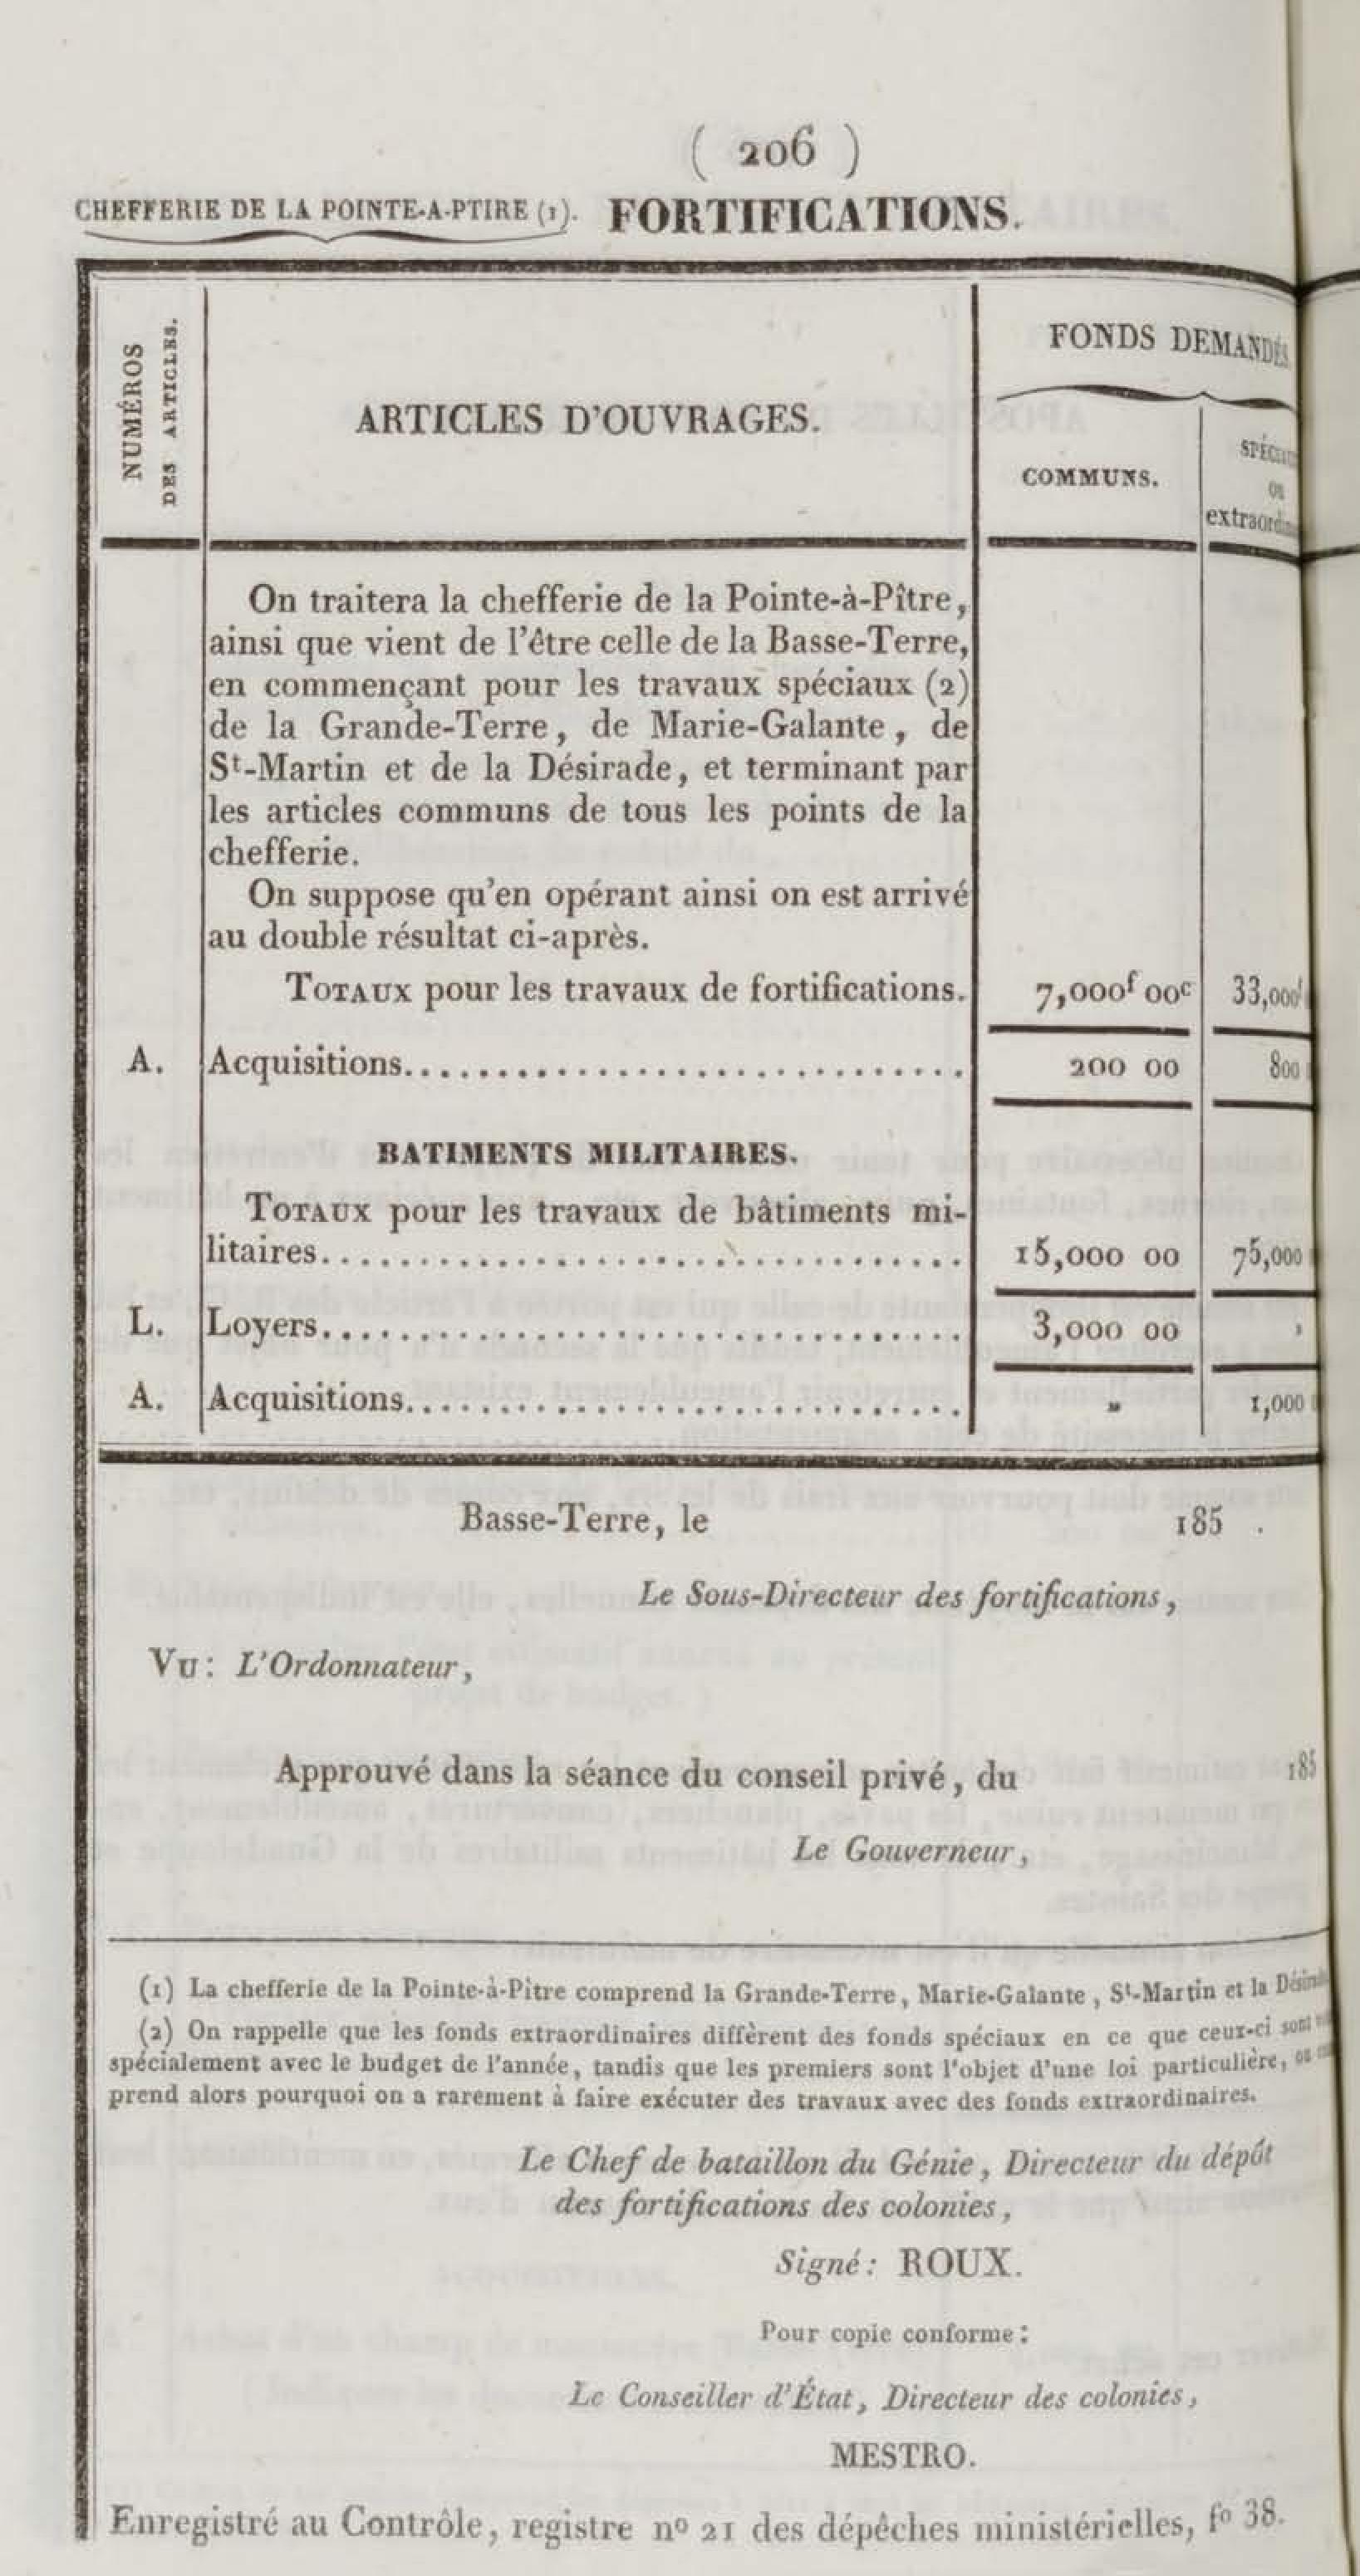 ( 206 )
CHEFFERIE DE LA POINTE-A-PTIRE (1). FORTIFICATIONS.
NUMÉROS
DES ARTICLES.
ARTICLES D'OUVRAGES.
FONDS DEMANDÉS
COMMUNS.
SPÉCIAUX
ou
extraordin
On traitera la chefferie de la Pointe-à-Pître,
ainsi que vient de l'être celle de la Basse-Terre,
en commençant pour les travaux spéciaux (2)
de la Grande-Terre, de Marie-Galante, de
St-Martin et de la Désirade, et terminant par
les articles communs de tous les points de la
chefferie.
On suppose qu'en opérant ainsi on est arrivé
au double résultat ci-après.
TOTAUX pour les travaux de fortifications. 7,000f 00c 33,000f
A. Acquisitions.............................. 200 00 800
BATIMENTS MILITAIRES.
TOTAUX pour les travaux de bâtiments mi-
litaires.................................. 15,000 00 75,000
L. Loyers................................... 3,000 00 »
A. Acquisitions.............................. » 1,000
Basse-Terre, le 185 .
Le Sous-Directeur des fortifications,
VU: L'Ordonnateur,
Approuvé dans la séance du conseil privé, du 185
Le Gouverneur,
(1) La chefferie de la Pointe-à-Pître comprend la Grande-Terre, Marie-Galante, St-Martin et la
(2) On rappelle que les fonds extraordinaires diffèrent des fonds spéciaux en ce que ceux-ci sont
spécialement avec le budget de l'année, tandis que les premiers sont l'objet d'une loi particulière,
prend alors pourquoi on a rarement à faire exécuter des travaux avec des fonds extraordinaires.
Le Chef de bataillon du Génie, Directeur du dépôt
des fortifications des colonies,
Signé: ROUX.
Pour copie conforme:
Le Conseiller d'État, Directeur des colonies,
MESTRO.
Enregistré au Contrôle, registre no 21 des dépêches ministérielles, fo 38.